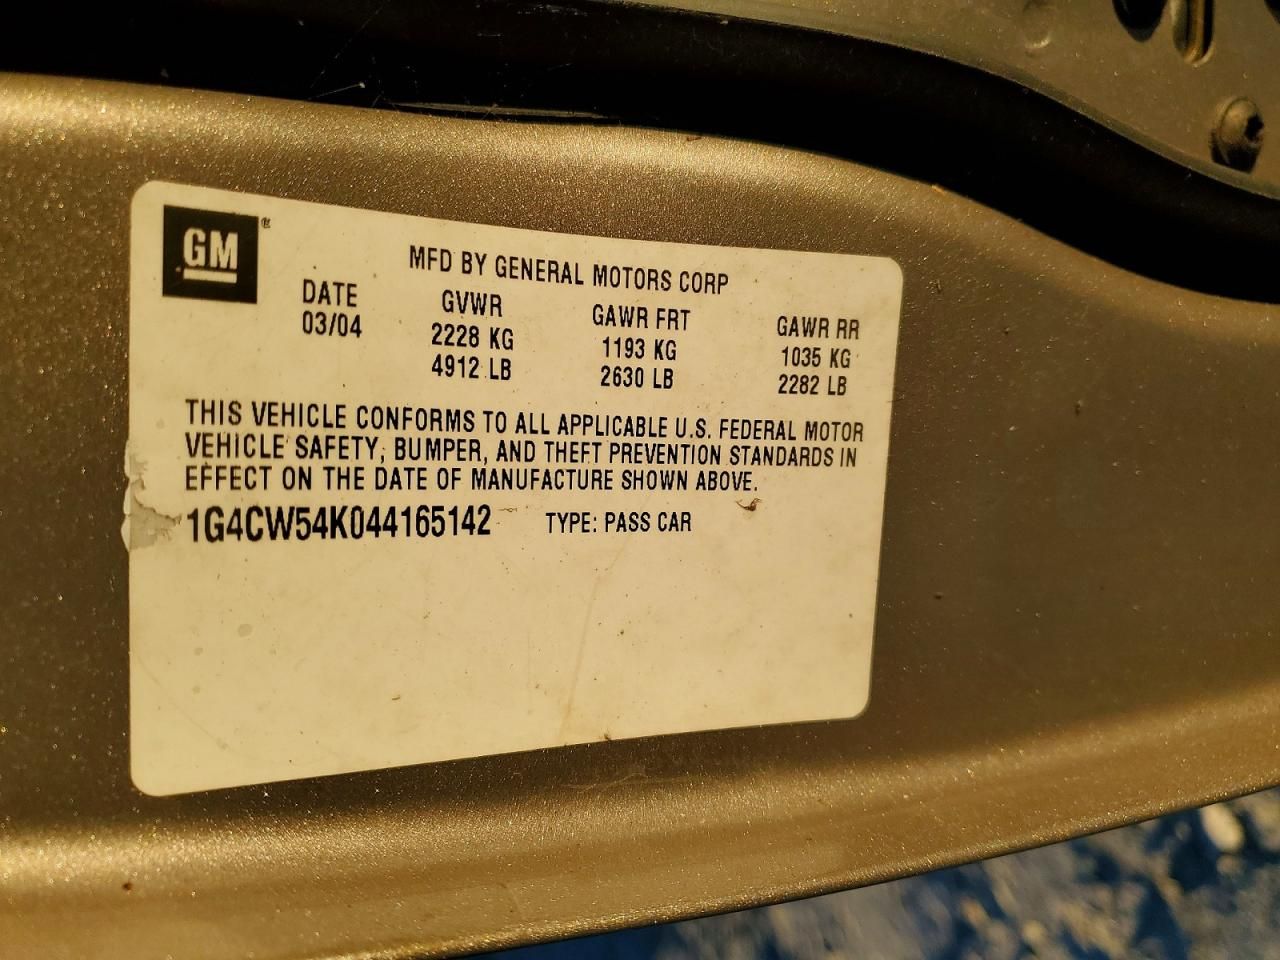 GM®
MFD BY GENERAL MOTORS CORP
DATE GVWR GAWR FRT GAWR RR
03/04 2228 KG 1193 KG 1035 KG
4912 LB 2630 LB 2282 LB
THIS VEHICLE CONFORMS TO ALL APPLICABLE U.S. FEDERAL MOTOR
VEHICLE SAFETY, BUMPER, AND THEFT PREVENTION STANDARDS IN
EFFECT ON THE DATE OF MANUFACTURE SHOWN ABOVE.
1G4CW54K044165142 TYPE: PASS CAR